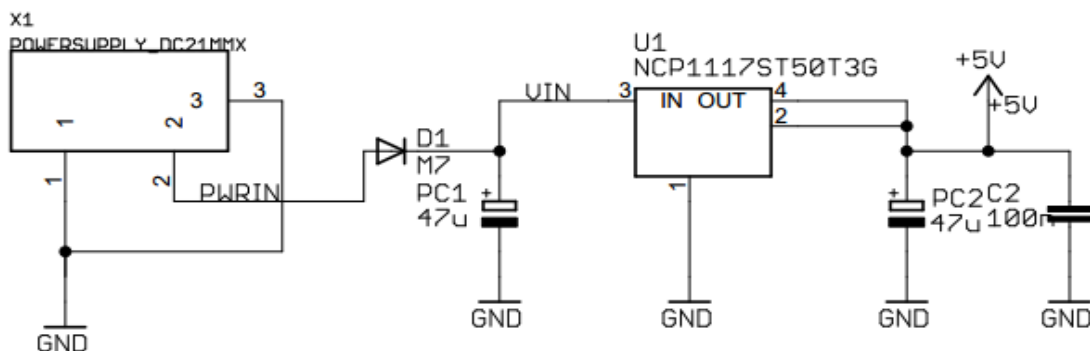 X1
POWERSUPPLY_DC21MMX
3
3
1
2
1
2
PWRIN
GND
D1
M7
PC1
47u
+
GND
VIN
U1
NCP1117ST50T3G
3
IN OUT
4
2
1
GND
+5V
+5V
+
PC2
47u
GND
C2
100n
GND